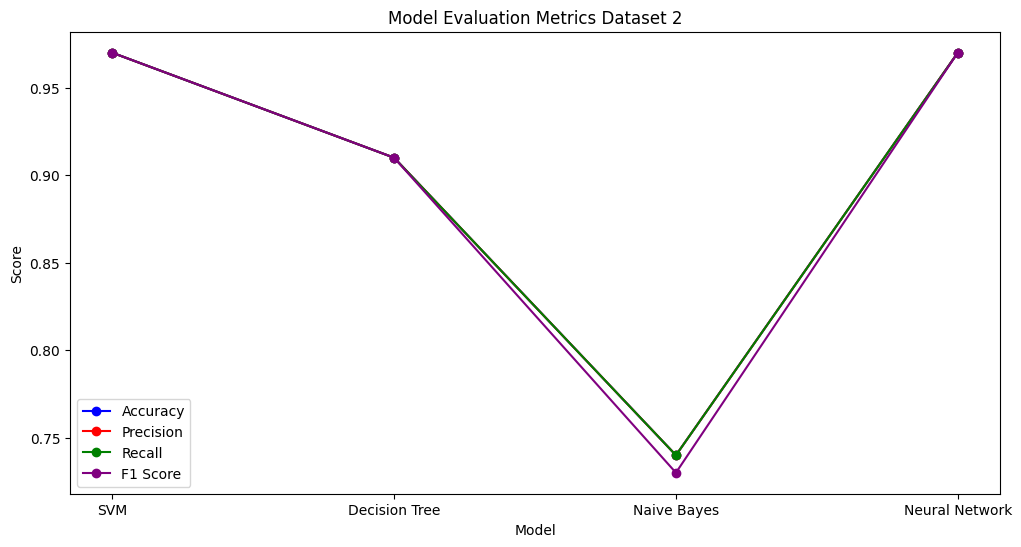 Model Evaluation Metrics Dataset 2
Score
0.95
0.90
0.85
0.80
0.75
Accuracy
Precision
Recall
F1 Score
SVM Decision Tree Naive Bayes Neural Network
Model